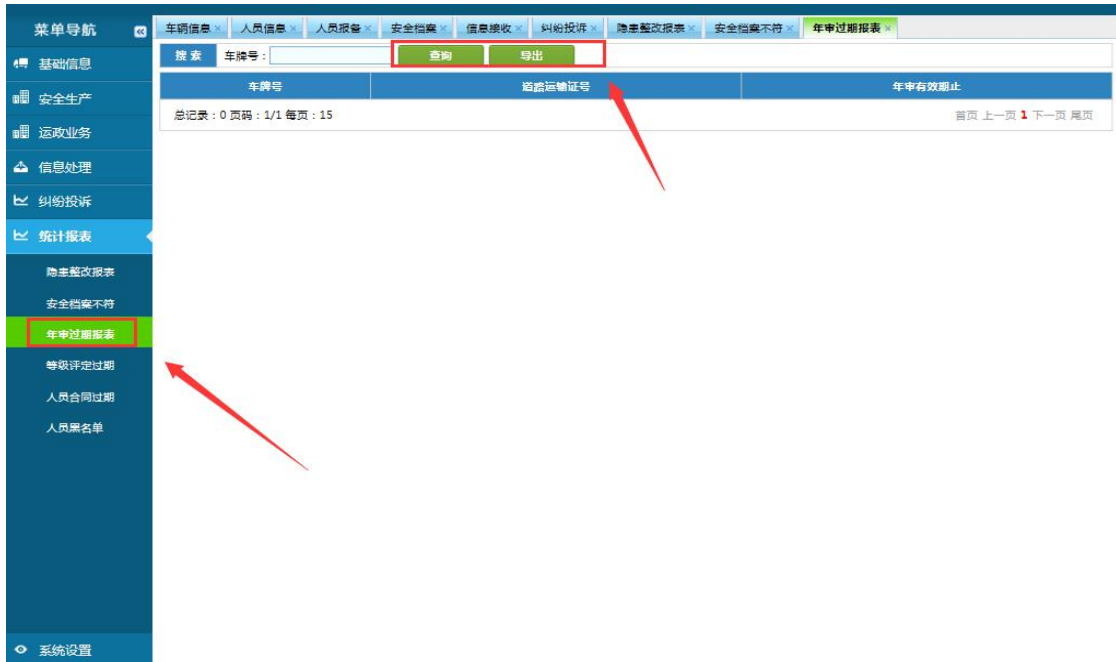 菜单导航
车辆信息 人员信息 人员报备 安全档案 信息接收 纠纷投诉 隐患整改报表 安全档案不符 年审过期报表
搜索 车牌号： 查询 导出
车牌号 道路运输证号 年审有效期止
总记录：0 页码：1/1 每页：15 首页 上一页 1 下一页 尾页
基础信息
安全生产
运政业务
信息处理
纠纷投诉
统计报表
隐患整改报表
安全档案不符
年审过期报表
等级评定过期
人员合同过期
人员黑名单
系统设置